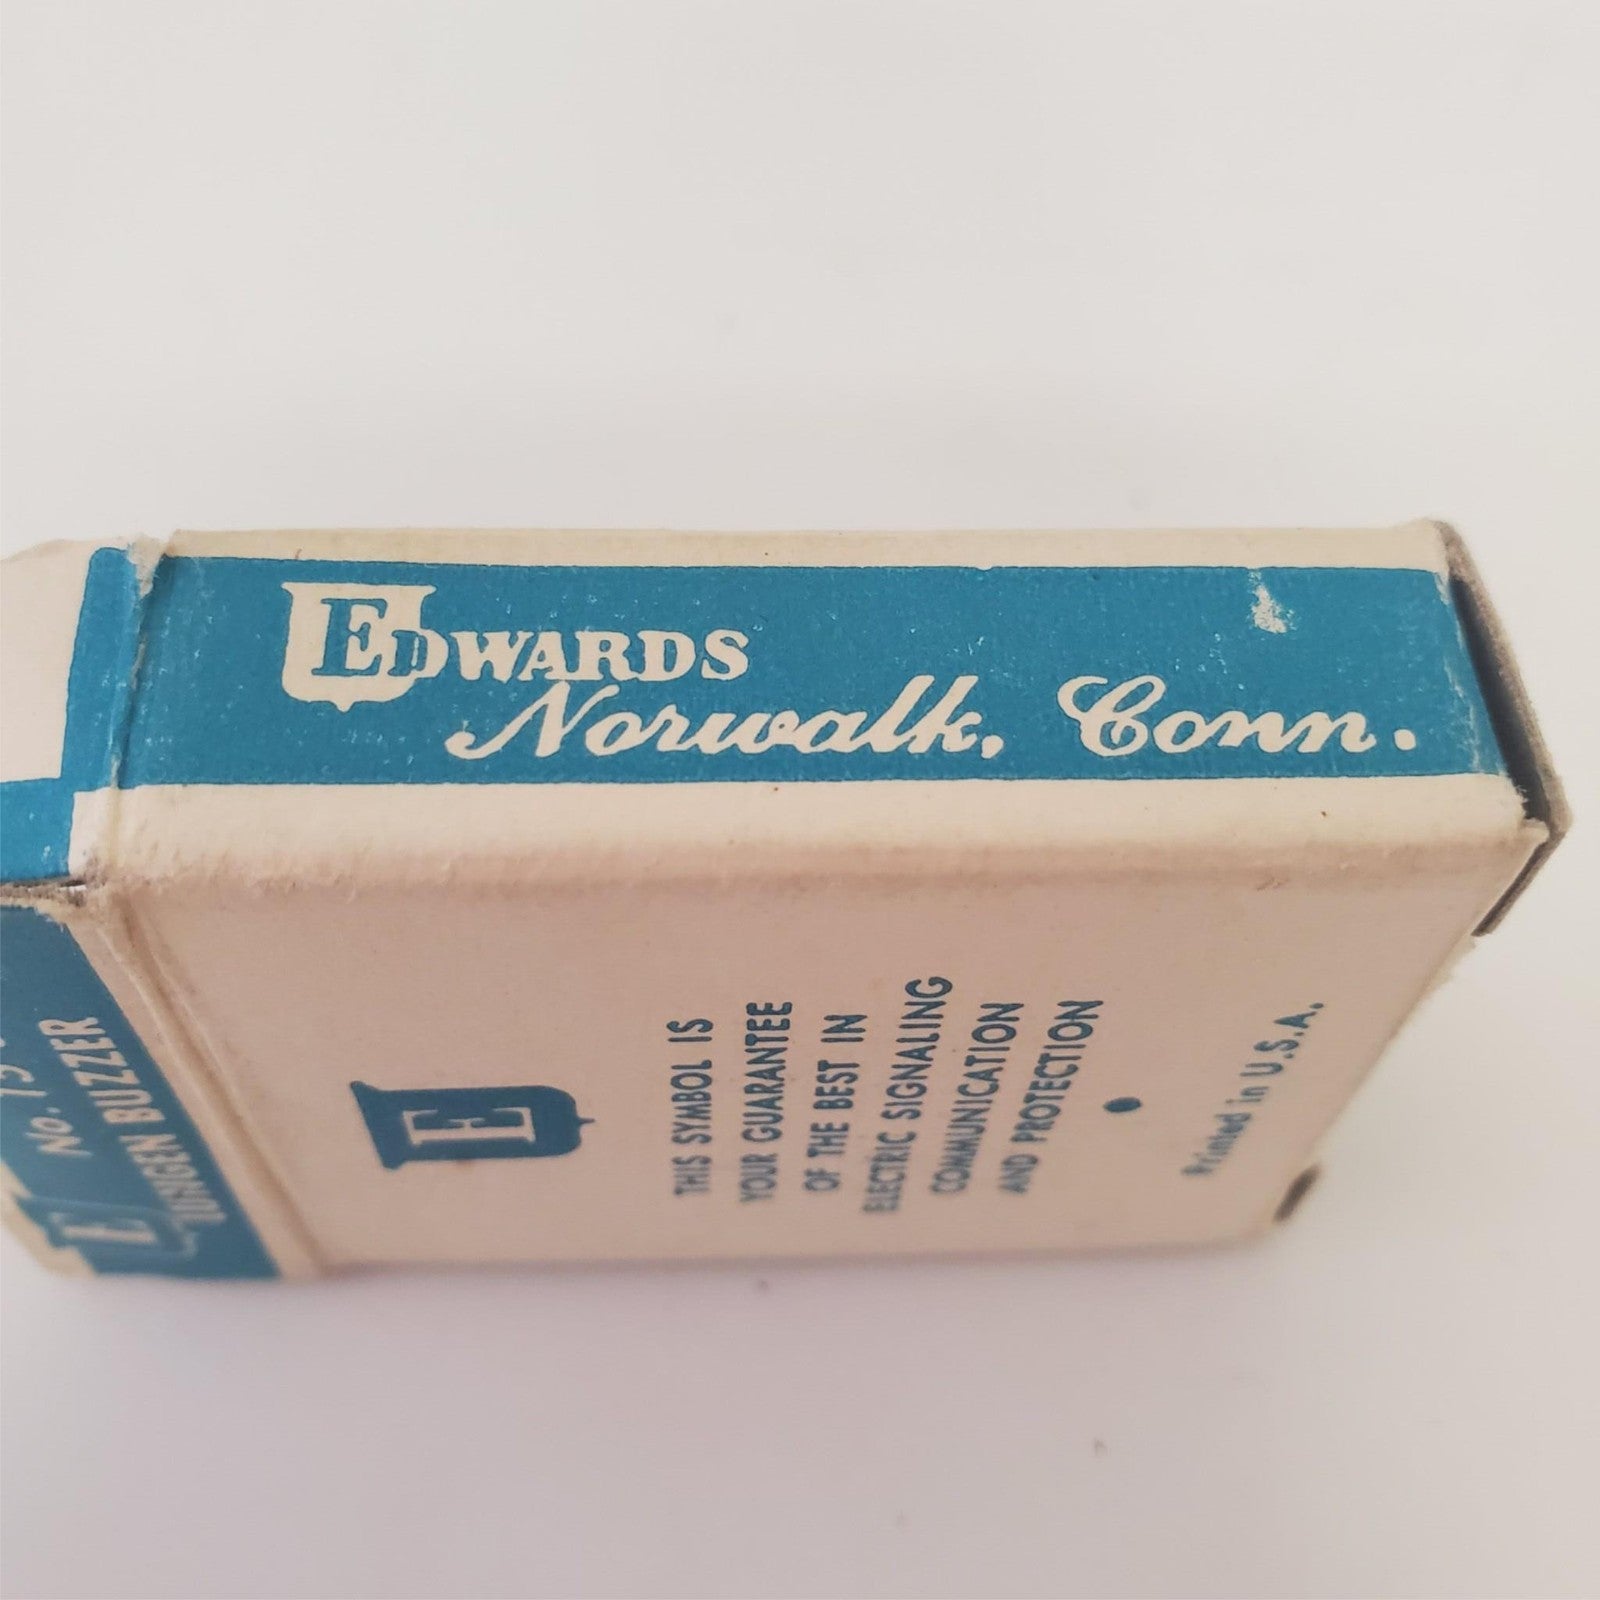 EDWARDS
Norwalk, Conn.
E
THIS SYMBOL IS
YOUR GUARANTEE
OF THE BEST IN
ELECTRIC SIGNALING
COMMUNICATION
AND PROTECTION
Printed in U.S.A.
E
No.
BUZZER